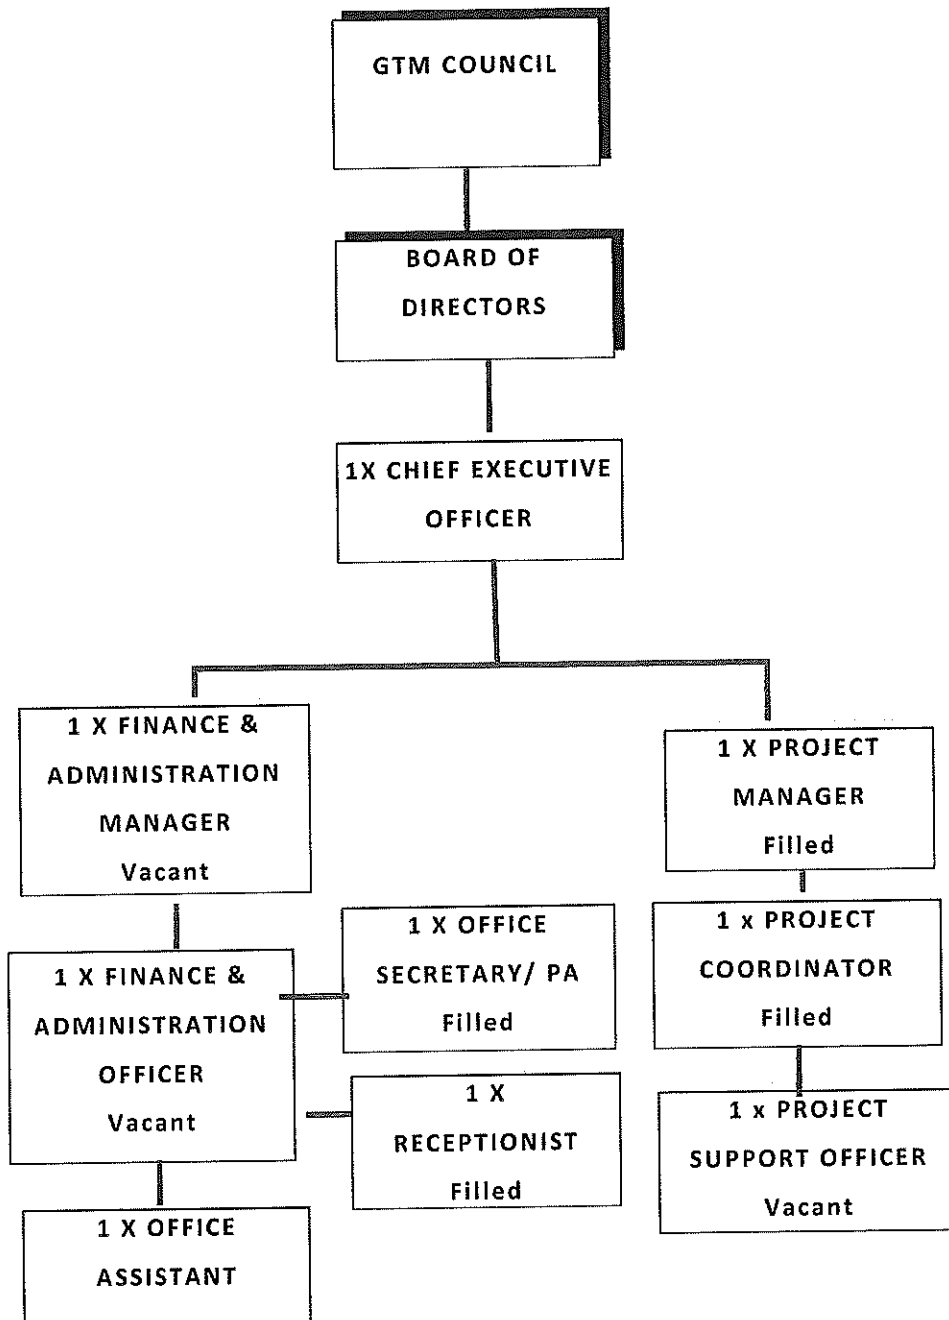 GTM COUNCIL
BOARD OF
DIRECTORS
1X CHIEF EXECUTIVE
OFFICER
1 X FINANCE &
ADMINISTRATION
MANAGER
Vacant
1 X FINANCE &
ADMINISTRATION
OFFICER
Vacant
1 X OFFICE
SECRETARY/ PA
Filled
1 X
RECEPTIONIST
Filled
1 X OFFICE
ASSISTANT
1 X PROJECT
MANAGER
Filled
1 x PROJECT
COORDINATOR
Filled
1 x PROJECT
SUPPORT OFFICER
Vacant